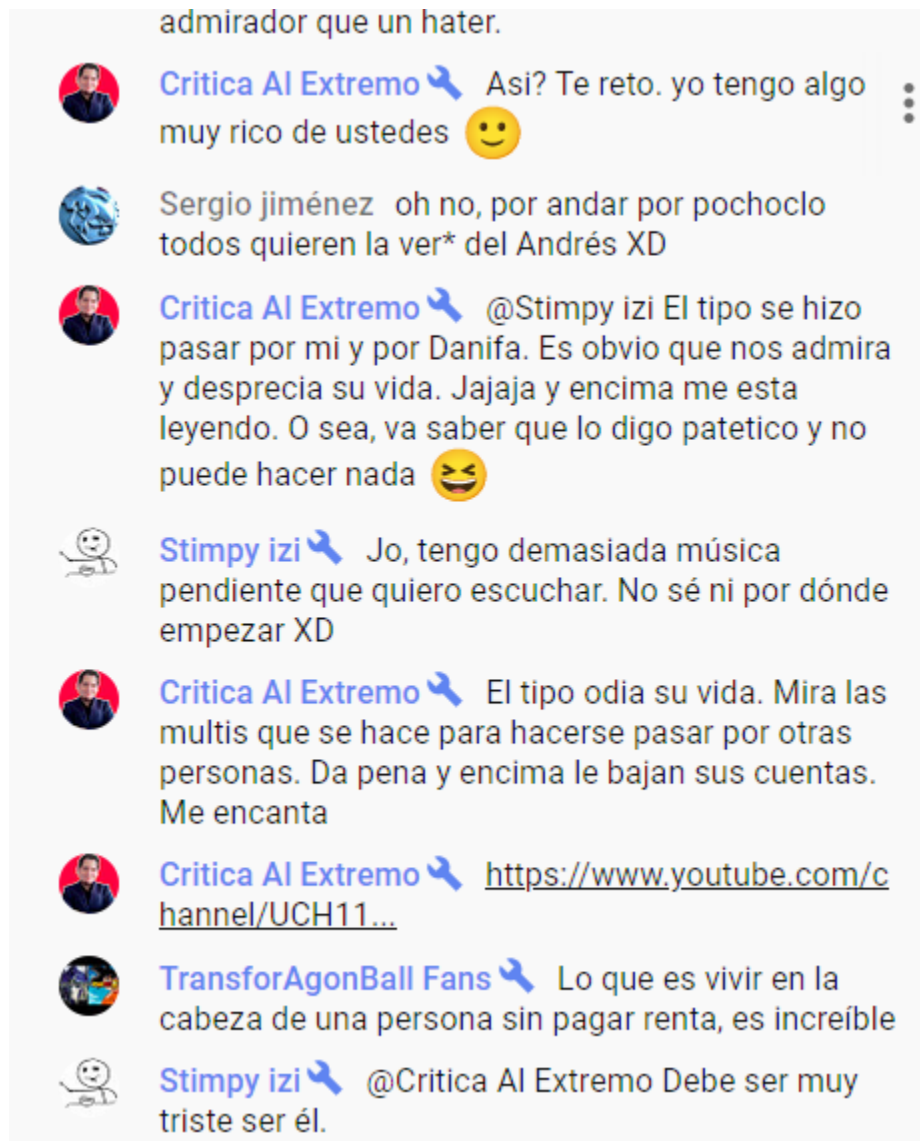 admirador que un hater.
Critica Al Extremo Asi? Te reto. yo tengo algo
muy rico de ustedes 🙂
Sergio jiménez oh no, por andar por pochoclo
todos quieren la ver* del Andrés XD
Critica Al Extremo @Stimpy izi El tipo se hizo
pasar por mi y por Danifa. Es obvio que nos admira
y desprecia su vida. Jajaja y encima me esta
leyendo. O sea, va saber que lo digo patetico y no
puede hacer nada 😆
Stimpy izi Jo, tengo demasiada música
pendiente que quiero escuchar. No sé ni por dónde
empezar XD
Critica Al Extremo El tipo odia su vida. Mira las
multis que se hace para hacerse pasar por otras
personas. Da pena y encima le bajan sus cuentas.
Me encanta
Critica Al Extremo https://www.youtube.com/c
hannel/UCH11...
TransforAgonBall Fans Lo que es vivir en la
cabeza de una persona sin pagar renta, es increíble
Stimpy izi @Critica Al Extremo Debe ser muy
triste ser él.